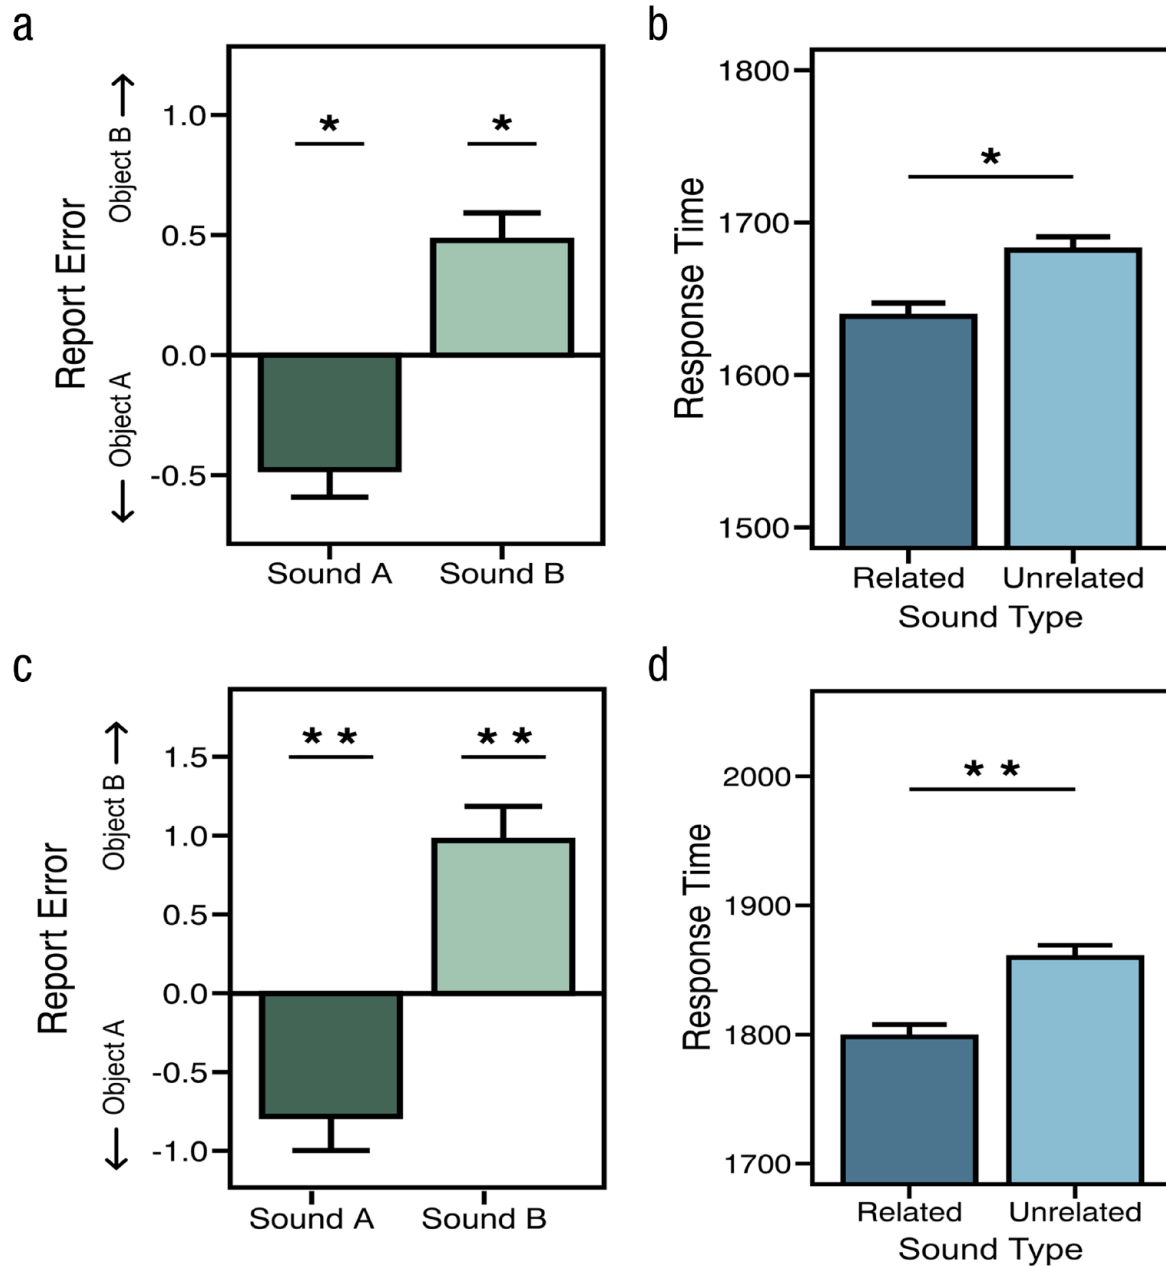 a
Report Error
← Object A
Object B →
1.0
0.5
0.0
-0.5
*
*
Sound A
Sound B
b
Response Time
1800
1700
1600
1500
*
Related
Unrelated
Sound Type
c
Report Error
← Object A
Object B →
1.5
1.0
0.5
0.0
-0.5
-1.0
* *
* *
Sound A
Sound B
d
Response Time
2000
1900
1800
1700
* *
Related
Unrelated
Sound Type